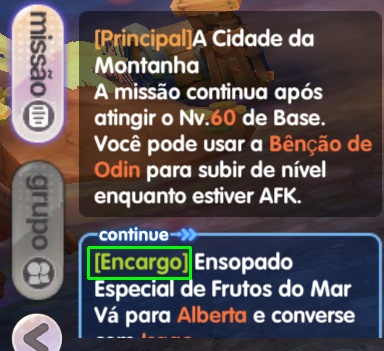 missão
grupo
[Principal]A Cidade da
Montanha
A missão continua após
atingir o Nv.60 de Base.
Você pode usar a Bênção de
Odin para subir de nível
enquanto estiver AFK.
continue
[Encargo] Ensopado
Especial de Frutos do Mar
Vá para Alberta e converse
com